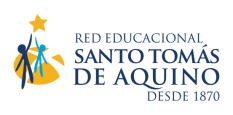 RED EDUCACIONAL
SANTO TOMÁS
DE AQUINO
DESDE 1870